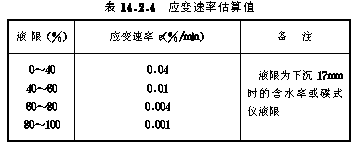 表 14.2.4 应变速率估算值
液限(%) 应变速率 ε(%/min) 备 注
0～40 0.04
40～60 0.01
60～80 0.004
80～100 0.001
液限为下沉 17mm
时的含水率或碟式
仪液限